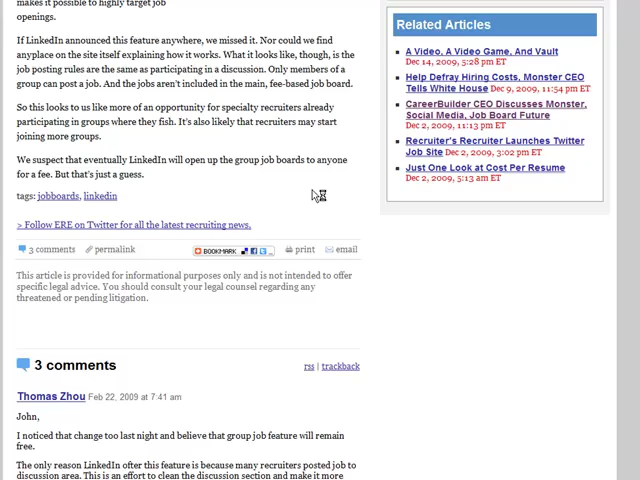 makes it possible to highly target job
openings.
If LinkedIn announced this feature anywhere, we missed it. Nor could we find
anyplace on the site itself explaining how it works. What it looks like, though, is the
job posting rules are the same as participating in a discussion. Only members of a
group can post a job. And the jobs aren't included in the main, fee-based job board.
So this looks to us like more of an opportunity for specialty recruiters already
participating in groups where they fish. It's also likely that recruiters may start
joining more groups.
We suspect that eventually LinkedIn will open up the group job boards to anyone
for a fee. But that's just a guess.
tags: jobboards, linkedin
> Follow ERE on Twitter for all the latest recruiting news.
3 comments permalink BOOKMARK print email
This article is provided for informational purposes only and is not intended to offer
specific legal advice. You should consult your legal counsel regarding any
threatened or pending litigation.
3 comments rss | trackback
Thomas Zhou Feb 22, 2009 at 7:41 am
John,
I noticed that change too last night and believe that group job feature will remain
free.
The only reason LinkedIn ofter this feature is because many recruiters posted job to
discussion area. This is an effort to clean the discussion section and make it more
Related Articles
A Video, A Video Game, And Vault
Dec 14, 2009, 5:28 pm ET
Help Defray Hiring Costs, Monster CEO
Tells White House Dec 9, 2009, 11:54 pm ET
CareerBuilder CEO Discusses Monster,
Social Media, Job Board Future
Dec 2, 2009, 11:13 pm ET
Recruiter's Recruiter Launches Twitter
Job Site Dec 2, 2009, 3:02 pm ET
Just One Look at Cost Per Resume
Dec 2, 2009, 5:13 am ET